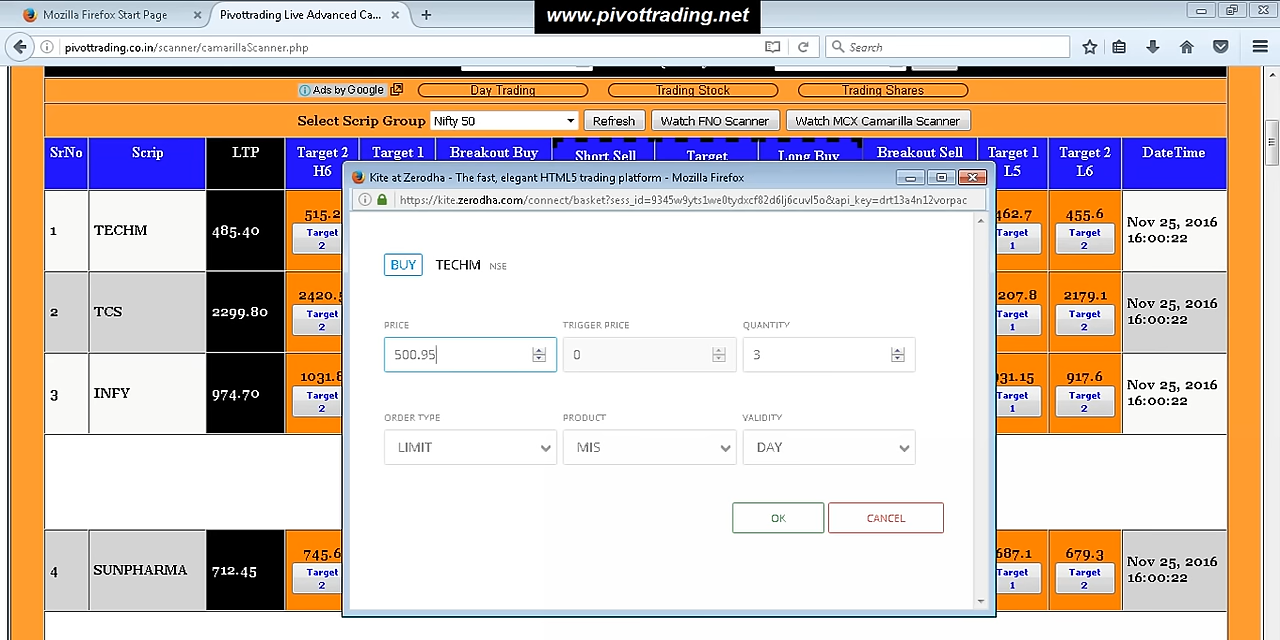 Mozilla Firefox Start Page
Pivottrading Live Advanced Ca...
www.pivottrading.net
pivottrading.co.in/scanner/camarillaScanner.php
Search
Ads by Google
Day Trading
Trading Stock
Trading Shares
Select Scrip Group
Nifty 50
Refresh
Watch FNO Scanner
Watch MCX Camarilla Scanner
SrNo Scrip LTP Target 2 Target 1 Breakout Buy Short Sell Target Long Buy Breakout Sell Target 1 Target 2 DateTime
H6 L5 L6
Kite at Zerodha - The fast, elegant HTML5 trading platform - Mozilla Firefox
https://kite.zerodha.com/connect/basket?sess_id=9345w9yts1we0tydxcf82d6lj6cuvl5o&api_key=drt13a4n12vorpac
1 TECHM 485.40 515.2 462.7 455.6 Nov 25, 2016
16:00:22
Target 2 Target 1 Target 2
2 TCS 2299.80 2420.5 207.8 2179.1 Nov 25, 2016
16:00:22
Target 2 Target 1 Target 2
3 INFY 974.70 1031.8 931.15 917.6 Nov 25, 2016
16:00:22
Target 2 Target 1 Target 2
4 SUNPHARMA 712.45 745.6 687.1 679.3 Nov 25, 2016
16:00:22
Target 2 Target 1 Target 2
BUY TECHM NSE
PRICE TRIGGER PRICE QUANTITY
500.95 0 3
ORDER TYPE PRODUCT VALIDITY
LIMIT MIS DAY
OK CANCEL